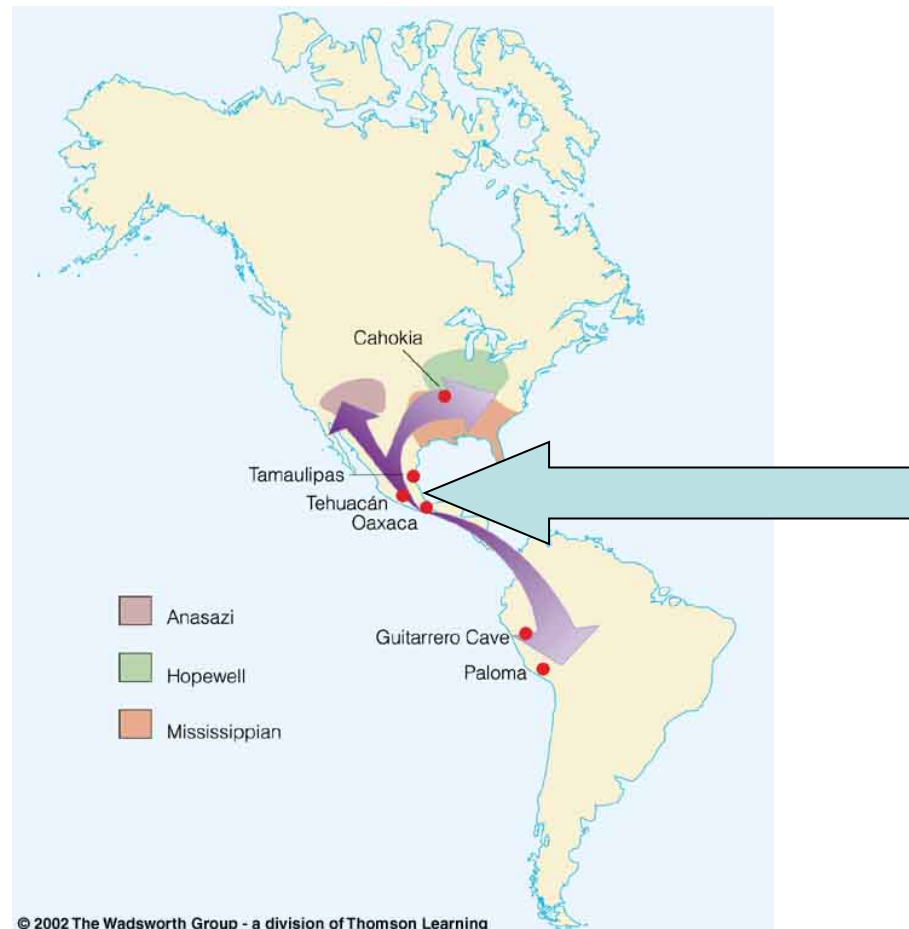 Cahokia
Tamaulipas
Tehuacán
Oaxaca
Anasazi
Guitarrero Cave
Hopewell
Paloma
Mississippian
© 2002 The Wadsworth Group - a division of Thomson Learning